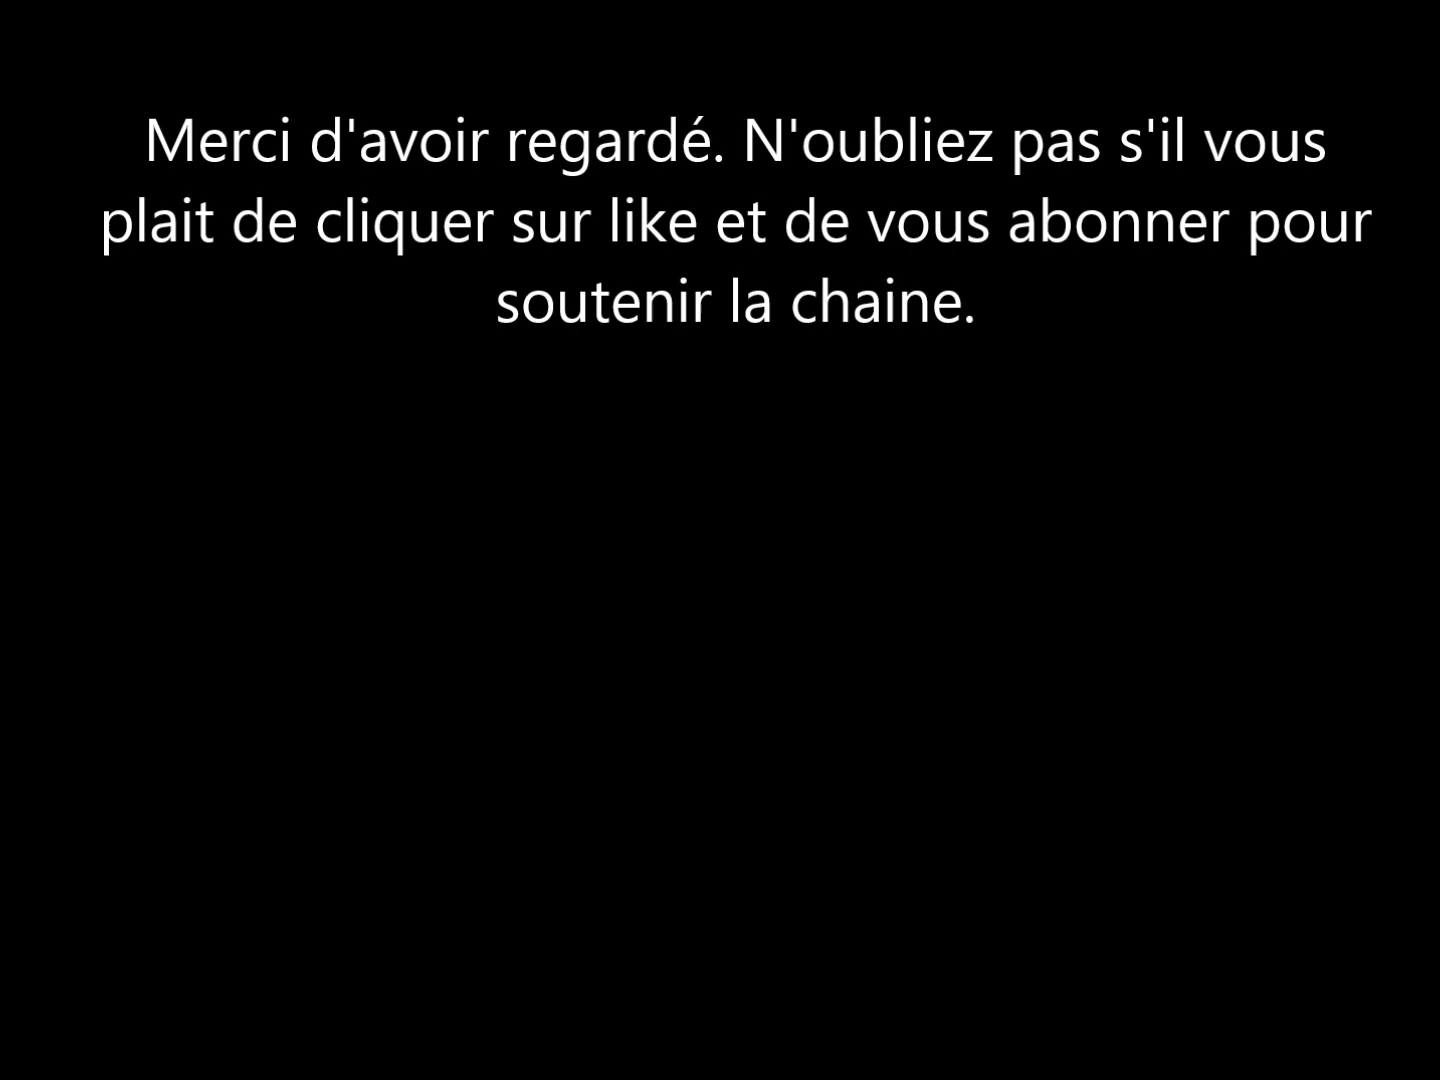 Merci d'avoir regardé. N'oubliez pas s'il vous
plait de cliquer sur like et de vous abonner pour
soutenir la chaine.